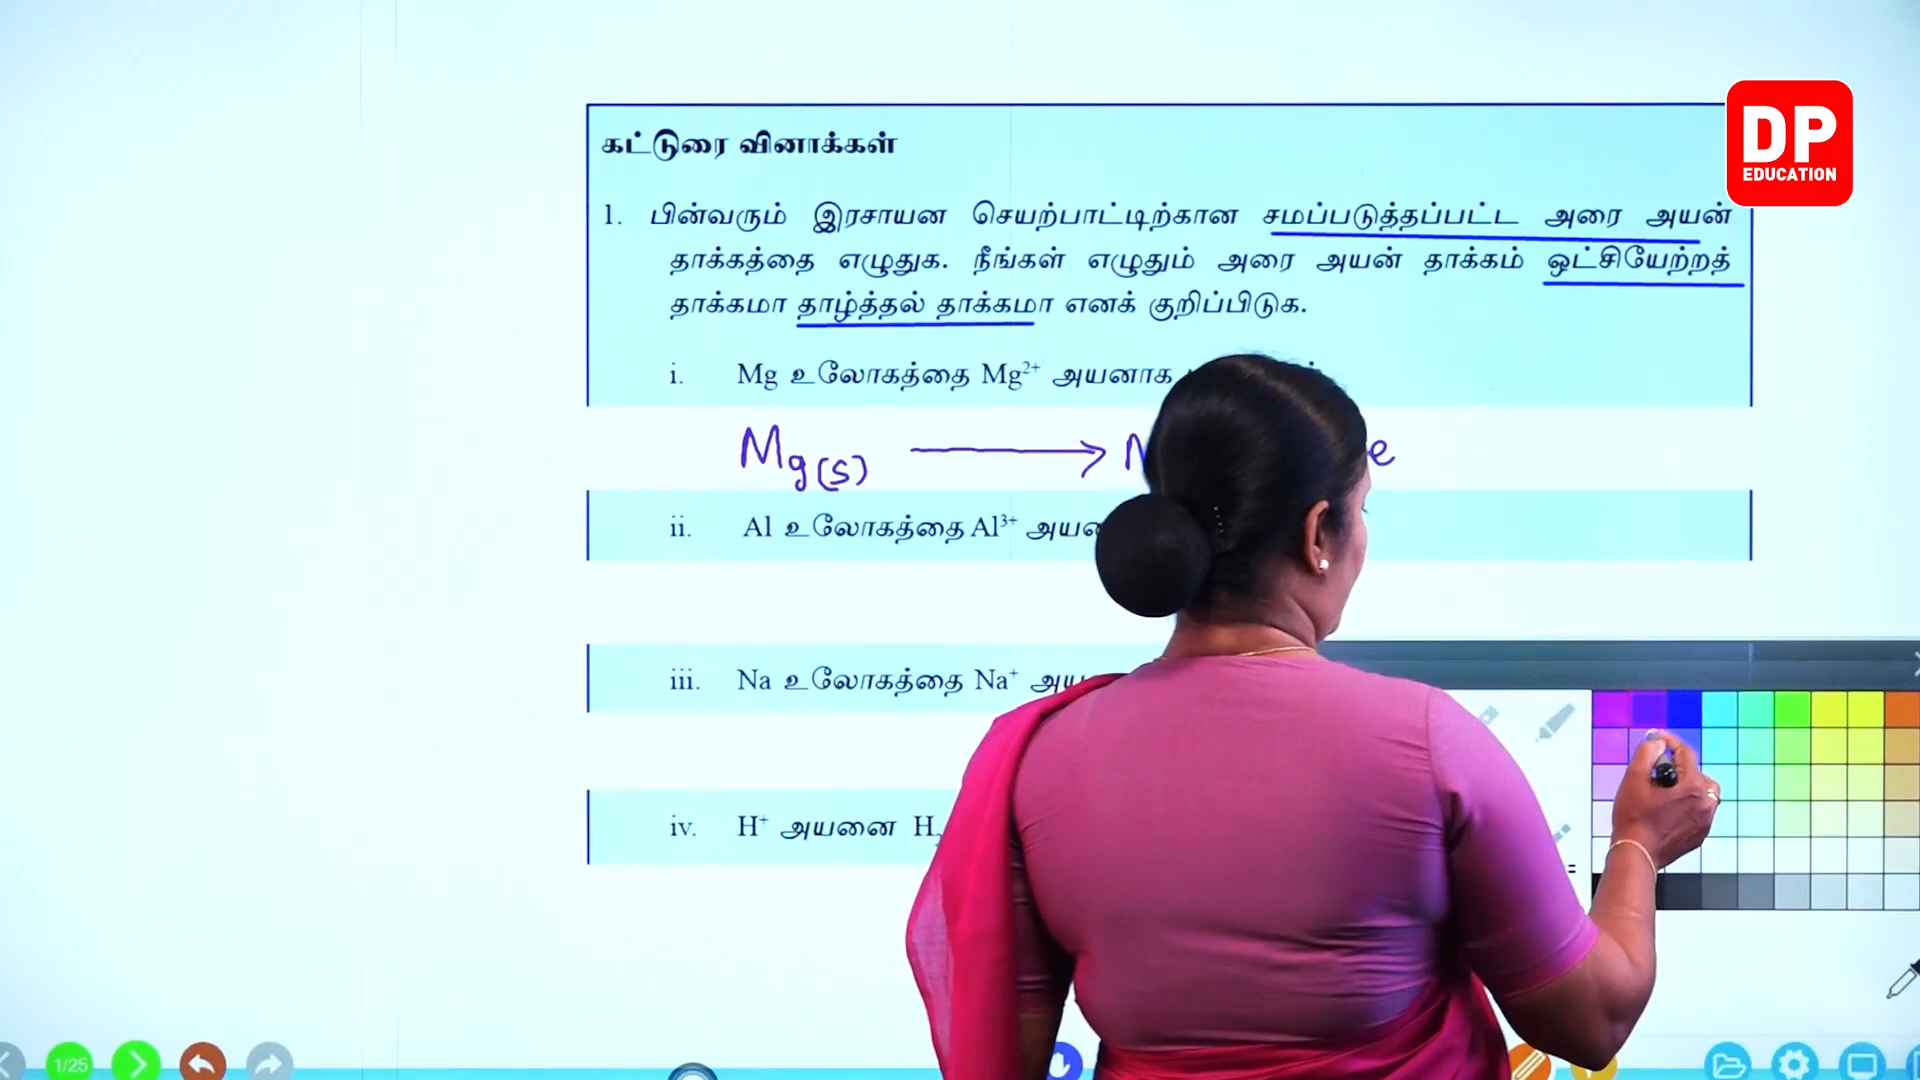 DP
EDUCATION
கட்டுரை வினாக்கள்
1. பின்வரும் இரசாயன செயற்பாட்டிற்கான சமப்படுத்தப்பட்ட அரை அயன்
தாக்கத்தை எழுதுக. நீங்கள் எழுதும் அரை அயன் தாக்கம் ஒட்சியேற்றத்
தாக்கமா தாழ்த்தல் தாக்கமா எனக் குறிப்பிடுக.
i. Mg உலோகத்தை Mg²⁺ அயனாக
Mg(s) ⟶ e
ii. Al உலோகத்தை Al³⁺
iii. Na உலோகத்தை Na⁺
iv. H⁺ அயனை H
1/25